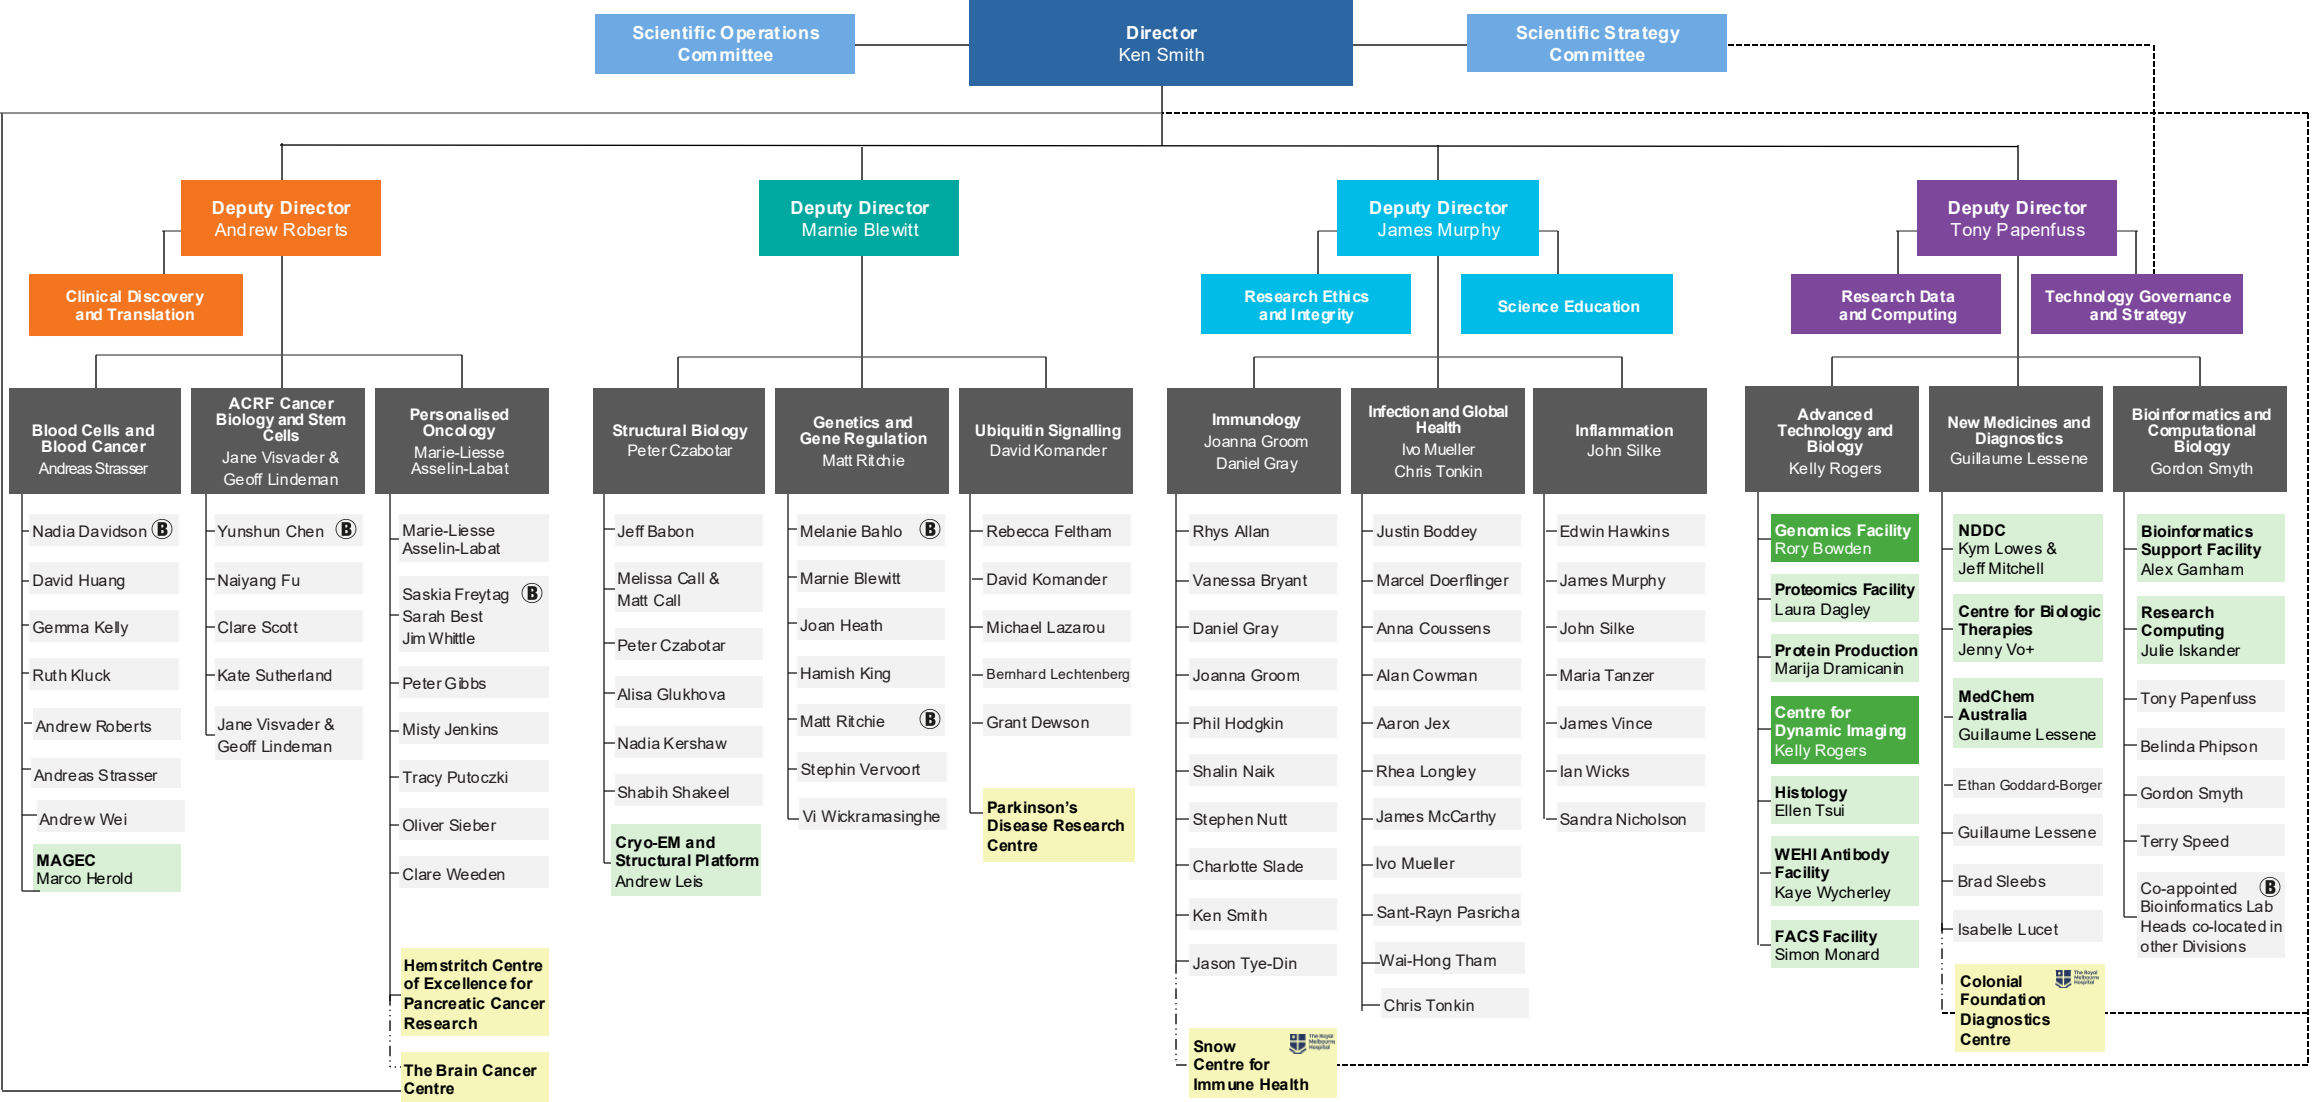 Scientific Operations
Committee
Director
Ken Smith
Scientific Strategy
Committee
Deputy Director
Andrew Roberts
Deputy Director
Marnie Blewitt
Deputy Director
James Murphy
Deputy Director
Tony Papenfuss
Clinical Discovery
and Translation
Research Ethics
and Integrity
Science Education
Research Data
and Computing
Technology Governance
and Strategy
Blood Cells and
Blood Cancer
Andreas Strasser
Nadia Davidson B
David Huang
Gemma Kelly
Ruth Kluck
Andrew Roberts
Andreas Strasser
Andrew Wei
MAGEC
Marco Herold
ACRF Cancer
Biology and Stem
Cells
Jane Visvader &
Geoff Lindeman
Yunshun Chen B
Naiyang Fu
Clare Scott
Kate Sutherland
Jane Visvader &
Geoff Lindeman
Personalised
Oncology
Marie-Liesse
Asselin-Labat
Marie-Liesse
Asselin-Labat
Saskia Freytag B
Sarah Best
Jim Whittle
Peter Gibbs
Misty Jenkins
Tracy Putoczki
Oliver Sieber
Clare Weeden
Hemstritch Centre
of Excellence for
Pancreatic Cancer
Research
The Brain Cancer
Centre
Structural Biology
Peter Czabotar
Jeff Babon
Melissa Call &
Matt Call
Peter Czabotar
Alisa Glukhova
Nadia Kershaw
Shabih Shakeel
Cryo-EM and
Structural Platform
Andrew Leis
Genetics and
Gene Regulation
Matt Ritchie
Melanie Bahlo B
Marnie Blewitt
Joan Heath
Hamish King
Matt Ritchie B
Stephin Vervoort
Vi Wickramasinghe
Ubiquitin Signalling
David Komander
Rebecca Feltham
David Komander
Michael Lazarou
Bernhard Lechtenberg
Grant Dewson
Parkinson's
Disease Research
Centre
Immunology
Joanna Groom
Daniel Gray
Rhys Allan
Vanessa Bryant
Daniel Gray
Joanna Groom
Phil Hodgkin
Shalin Naik
Stephen Nutt
Charlotte Slade
Ken Smith
Jason Tye-Din
Snow
Centre for
Immune Health
The Royal
Melbourne
Hospital
Infection and Global
Health
Ivo Mueller
Chris Tonkin
Justin Boddey
Marcel Doerflinger
Anna Coussens
Alan Cowman
Aaron Jex
Rhea Longley
James McCarthy
Ivo Mueller
Sant-Rayn Pasricha
Wai-Hong Tham
Chris Tonkin
Inflammation
John Silke
Edwin Hawkins
James Murphy
John Silke
Maria Tanzer
James Vince
Ian Wicks
Sandra Nicholson
Advanced
Technology and
Biology
Kelly Rogers
Genomics Facility
Rory Bowden
Proteomics Facility
Laura Dagley
Protein Production
Marija Dramicanin
Centre for
Dynamic Imaging
Kelly Rogers
Histology
Ellen Tsui
WEHI Antibody
Facility
Kaye Wycherley
FACS Facility
Simon Monard
New Medicines and
Diagnostics
Guillaume Lessene
NDDC
Kym Lowes &
Jeff Mitchell
Centre for Biologic
Therapies
Jenny Vo+
MedChem
Australia
Guillaume Lessene
Ethan Goddard-Borger
Guillaume Lessene
Brad Sleebs
Isabelle Lucet
Colonial
Foundation
Diagnostics
Centre
The Royal
Melbourne
Hospital
Bioinformatics and
Computational
Biology
Gordon Smyth
Bioinformatics
Support Facility
Alex Garnham
Research
Computing
Julie Iskander
Tony Papenfuss
Belinda Phipson
Gordon Smyth
Terry Speed
Co-appointed B
Bioinformatics Lab
Heads co-located in
other Divisions